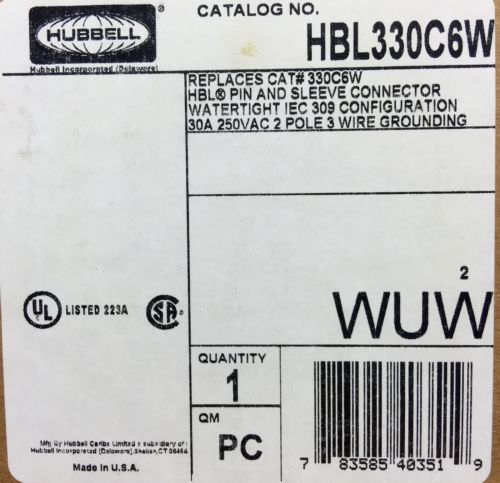 HUBBELL
Hubbell Incorporated (Delaware)
CATALOG NO.
HBL330C6W
REPLACES CAT# 330C6W
HBL® PIN AND SLEEVE CONNECTOR
WATERTIGHT IEC 309 CONFIGURATION
30A 250VAC 2 POLE 3 WIRE GROUNDING
UL LISTED 223A
SA®
2
WUW
QUANTITY
1
QM
PC
Mfg By Hubbell Caribe Limited a subsidiary of:
Hubbell Incorporated (Delaware),Shelton,CT 06484
Made in U.S.A.
7 83585 40351 9